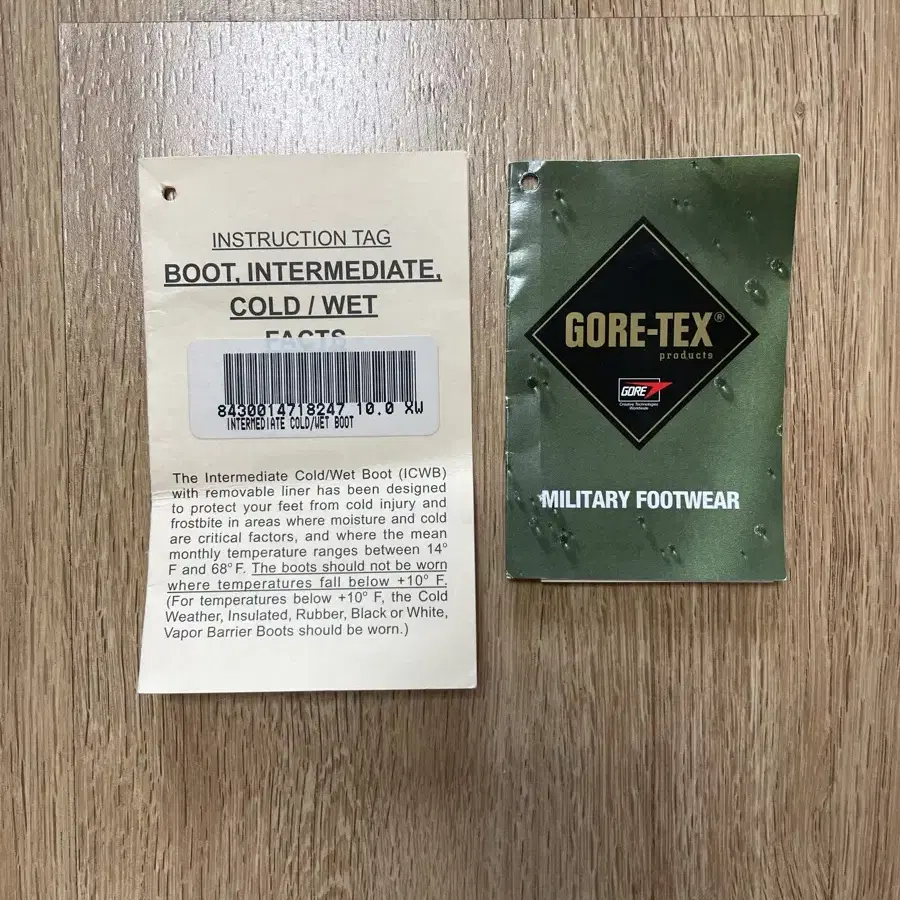 INSTRUCTION TAG
BOOT, INTERMEDIATE,
COLD / WET
FACTS
8430014718247 10.0 XW
INTERMEDIATE COLD/WET BOOT
The Intermediate Cold/Wet Boot (ICWB)
with removable liner has been designed
to protect your feet from cold injury and
frostbite in areas where moisture and cold
are critical factors, and where the mean
monthly temperature ranges between 14°
F and 68° F. The boots should not be worn
where temperatures fall below +10° F.
(For temperatures below +10° F, the Cold
Weather, Insulated, Rubber, Black or White,
Vapor Barrier Boots should be worn.)
GORE-TEX®
products
GORE
Creative Technologies
Worldwide
MILITARY FOOTWEAR